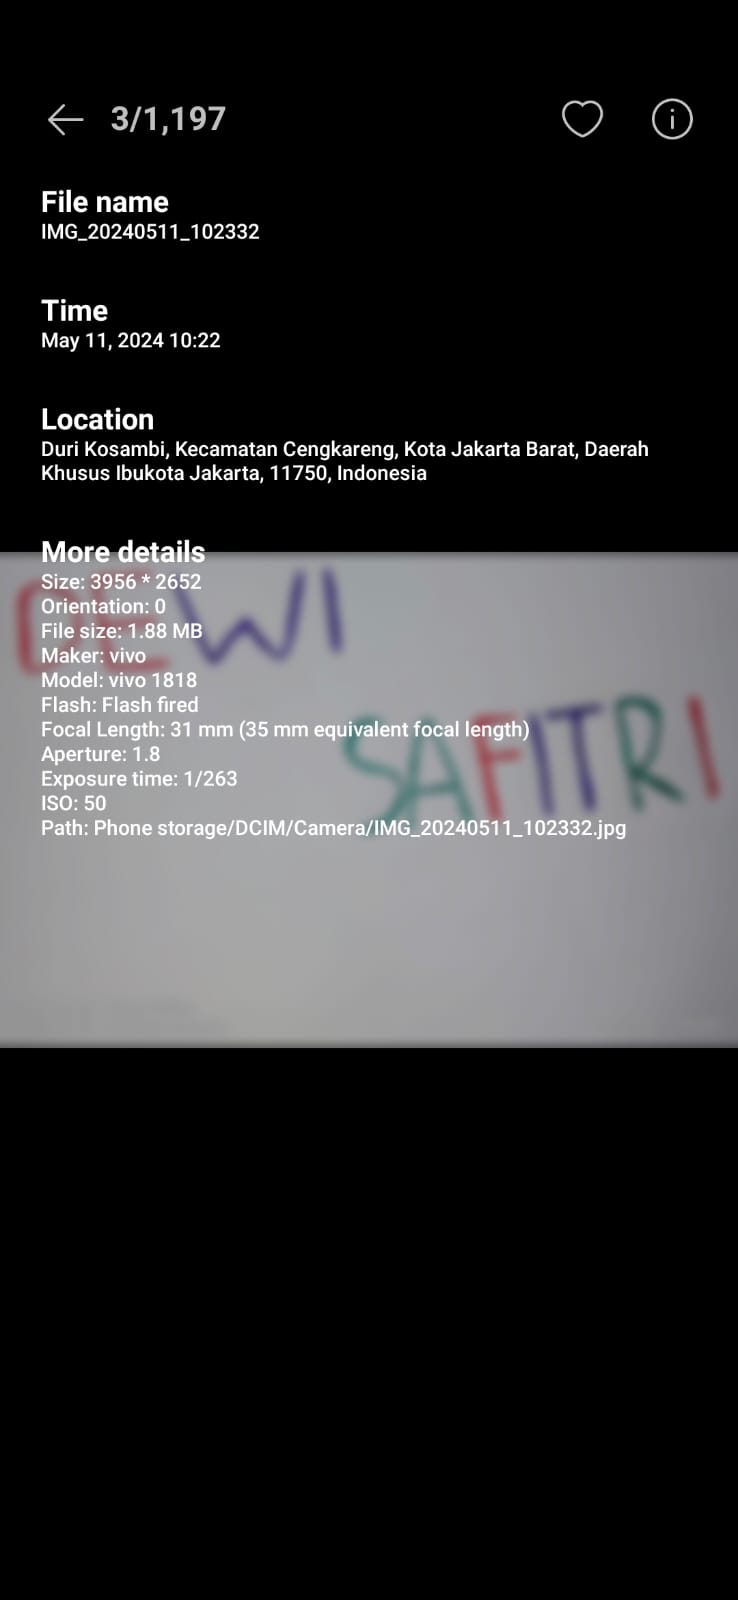 3/1,197
File name
IMG_20240511_102332
Time
May 11, 2024 10:22
Location
Duri Kosambi, Kecamatan Cengkareng, Kota Jakarta Barat, Daerah
Khusus Ibukota Jakarta, 11750, Indonesia
More details
Size: 3956 * 2652
Orientation: 0
File size: 1.88 MB
Maker: vivo
Model: vivo 1818
Flash: Flash fired
Focal Length: 31 mm (35 mm equivalent focal length)
Aperture: 1.8
Exposure time: 1/263
ISO: 50
Path: Phone storage/DCIM/Camera/IMG_20240511_102332.jpg
DEWI
SAFITRI